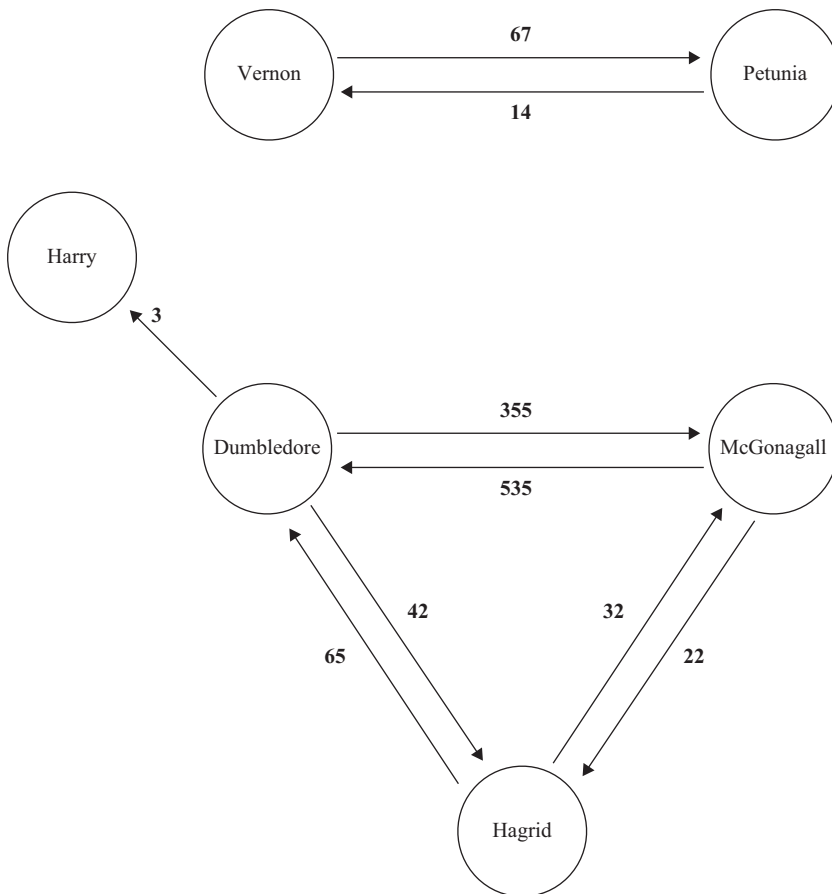 67
Vernon
Petunia
14
Harry
3
355
Dumbledore
McGonagall
535
42
32
65
22
Hagrid